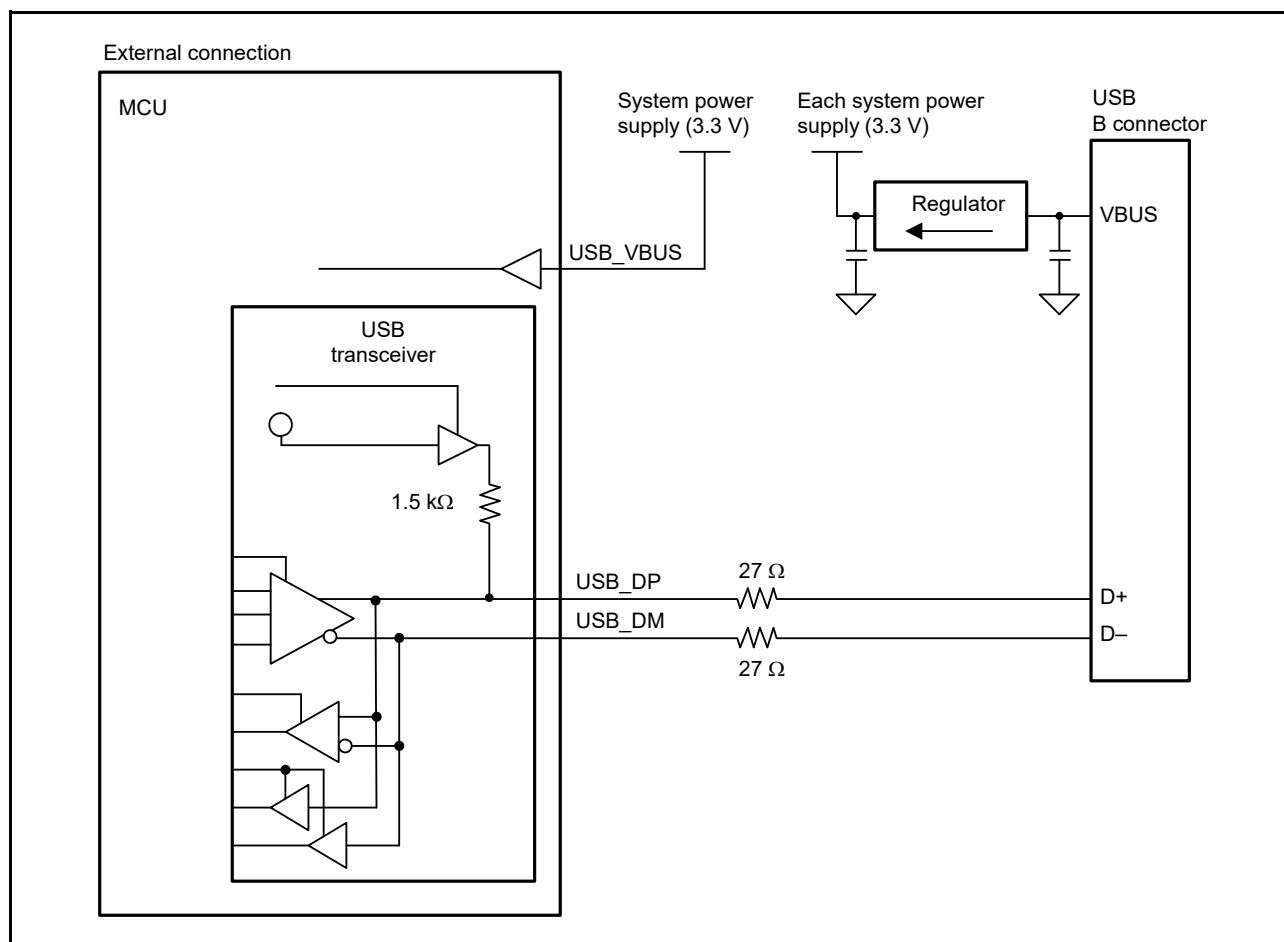 External connection
MCU
System power
supply (3.3 V)
Each system power
supply (3.3 V)
USB
B connector
Regulator
VBUS
USB_VBUS
USB
transceiver
1.5 kΩ
USB_DP
27 Ω
D+
USB_DM
27 Ω
D–